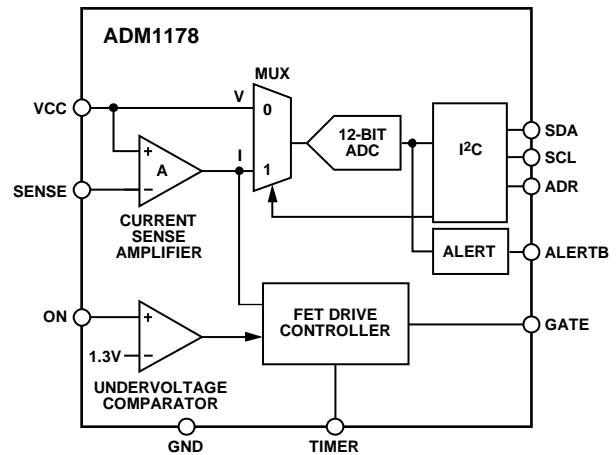 ADM1178
MUX
VCC
V
0
I
1
A
+
−
12-BIT
ADC
I2C
SDA
SCL
ADR
SENSE
CURRENT
SENSE
AMPLIFIER
ALERT
ALERTB
ON
+
1.3V
−
FET DRIVE
CONTROLLER
GATE
UNDERVOLTAGE
COMPARATOR
GND
TIMER